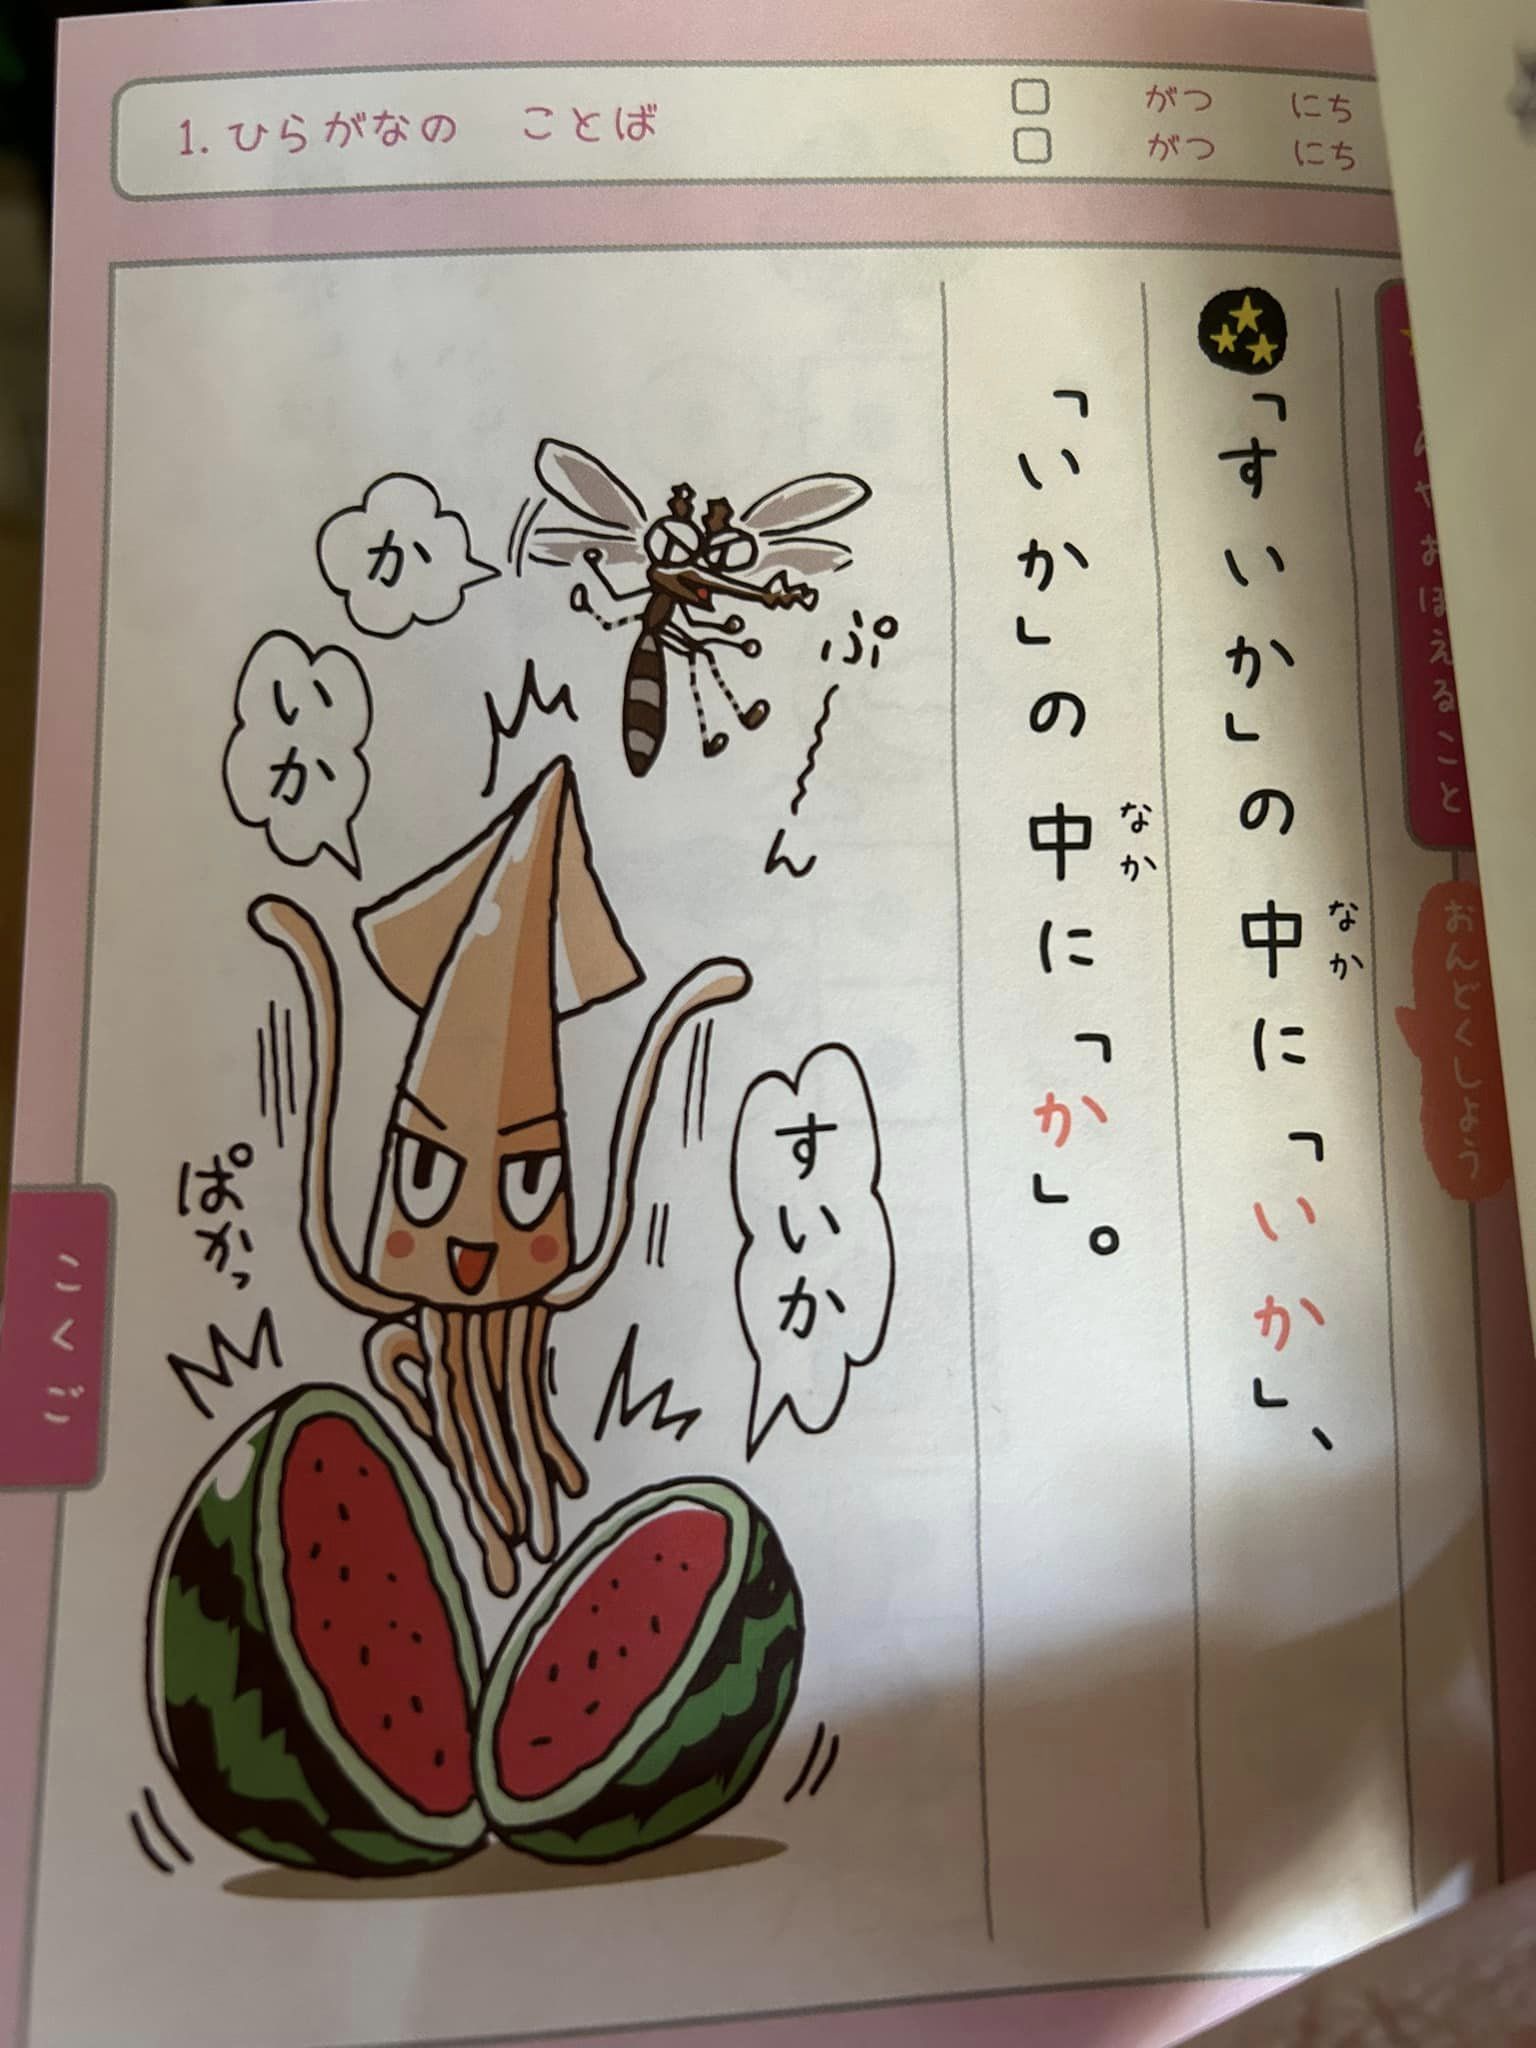 1. ひらがなの ことば
がつ にち
がつ にち
おぼえること
おんどくしよう
「すいか」の中に「いか」、
なか
「いか」の中に「か」。
なか
か
ぷ〜ん
いか
すいか
ぱかっ
こくご